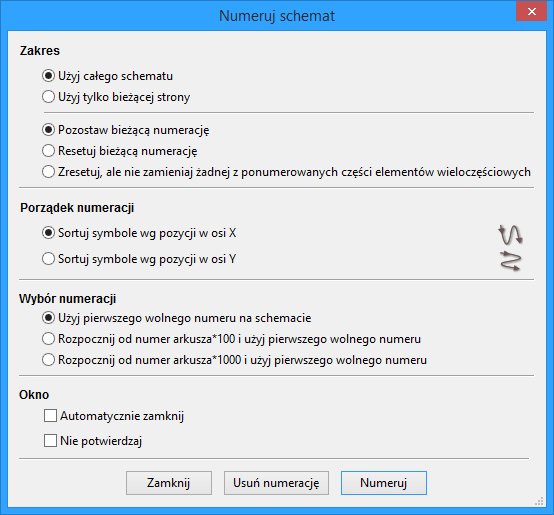 Numeruj schemat
Zakres
Użyj całego schematu
Użyj tylko bieżącej strony
Pozostaw bieżącą numerację
Resetuj bieżącą numerację
Zresetuj, ale nie zamieniaj żadnej z ponumerowanych części elementów wieloczęściowych
Porządek numeracji
Sortuj symbole wg pozycji w osi X
Sortuj symbole wg pozycji w osi Y
Wybór numeracji
Użyj pierwszego wolnego numeru na schemacie
Rozpocznij od numer arkusza*100 i użyj pierwszego wolnego numeru
Rozpocznij od numer arkusza*1000 i użyj pierwszego wolnego numeru
Okno
Automatycznie zamknij
Nie potwierdzaj
Zamknij Usuń numerację Numeruj